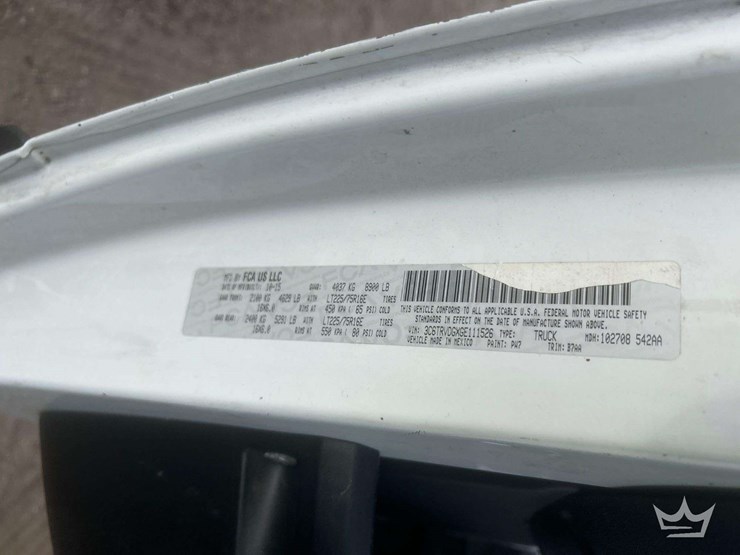 MFD BY FCA US LLC
DATE OF MFR 10-15 GVWR: 4037 KG 8900 LB
GAWR FRONT: 2100 KG 4629 LB WITH LT225/75R16E TIRES
16X6.0 RIMS AT 450 KPA( 65 PSI) COLD
GAWR REAR: 2400 KG 5291 LB WITH LT225/75R16E TIRES
16X6.0 RIMS AT 550 KPA( 80 PSI) COLD
THIS VEHICLE CONFORMS TO ALL APPLICABLE U.S.A. FEDERAL MOTOR VEHICLE SAFETY
STANDARDS IN EFFECT ON THE DATE OF MANUFACTURE SHOWN ABOVE.
VIN: 3C6TRVDGXGE111526 TYPE: TRUCK MDH: 102708 542AA
VEHICLE MADE IN MEXICO PAINT: PW7 TRIM: B7AA